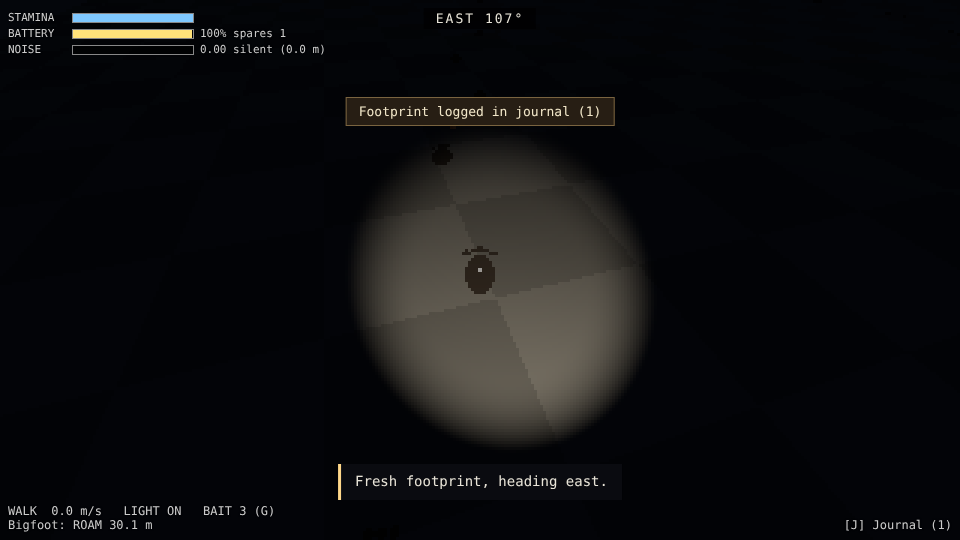 STAMINA
BATTERY 100% spares 1
NOISE 0.00 silent (0.0 m)
EAST 107°
Footprint logged in journal (1)
Fresh footprint, heading east.
WALK 0.0 m/s LIGHT ON BAIT 3 (G)
Bigfoot: ROAM 30.1 m
[J] Journal (1)